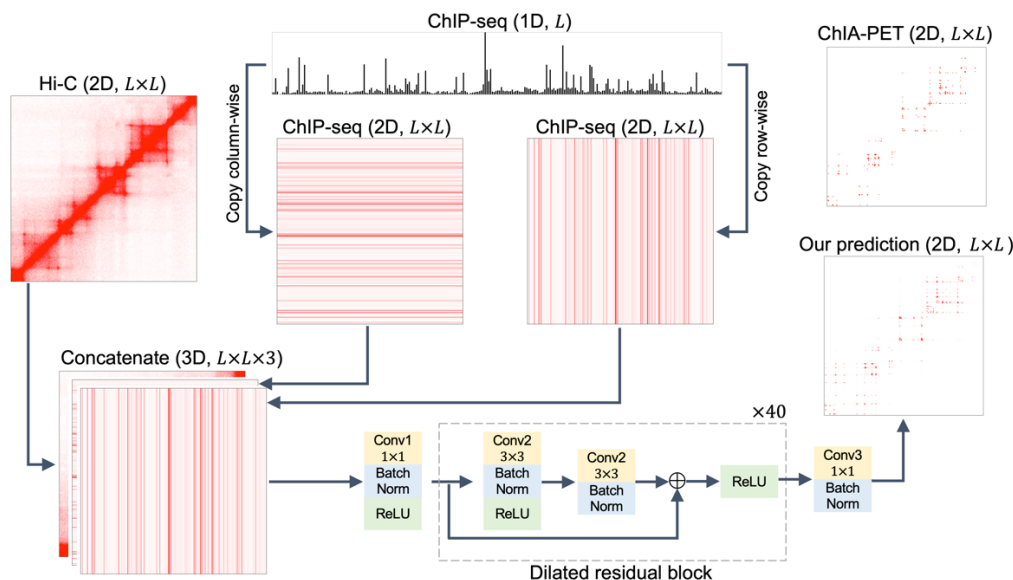 ChIP-seq (1D, L)
ChIA-PET (2D, L×L)
Hi-C (2D, L×L)
Copy column-wise
ChIP-seq (2D, L×L)
ChIP-seq (2D, L×L)
Copy row-wise
Our prediction (2D, L×L)
Concatenate (3D, L×L×3)
×40
Conv1
1×1
Batch
Norm
ReLU
Conv2
3×3
Batch
Norm
ReLU
Conv2
3×3
Batch
Norm
ReLU
Conv3
1×1
Batch
Norm
Dilated residual block